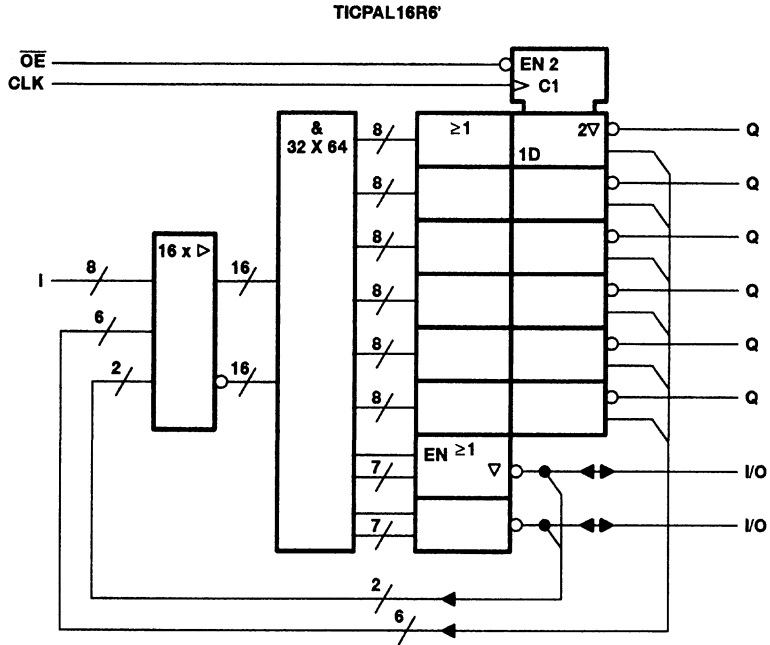 TICPAL16R6'
OE
CLK
EN 2
C1
&
32 X 64
8
≥1
2▽
1D
Q
8
Q
8
Q
16 x ▷
I
8
16
8
Q
6
8
Q
2
16
8
Q
EN ≥1
▽
7
I/O
7
I/O
2
6